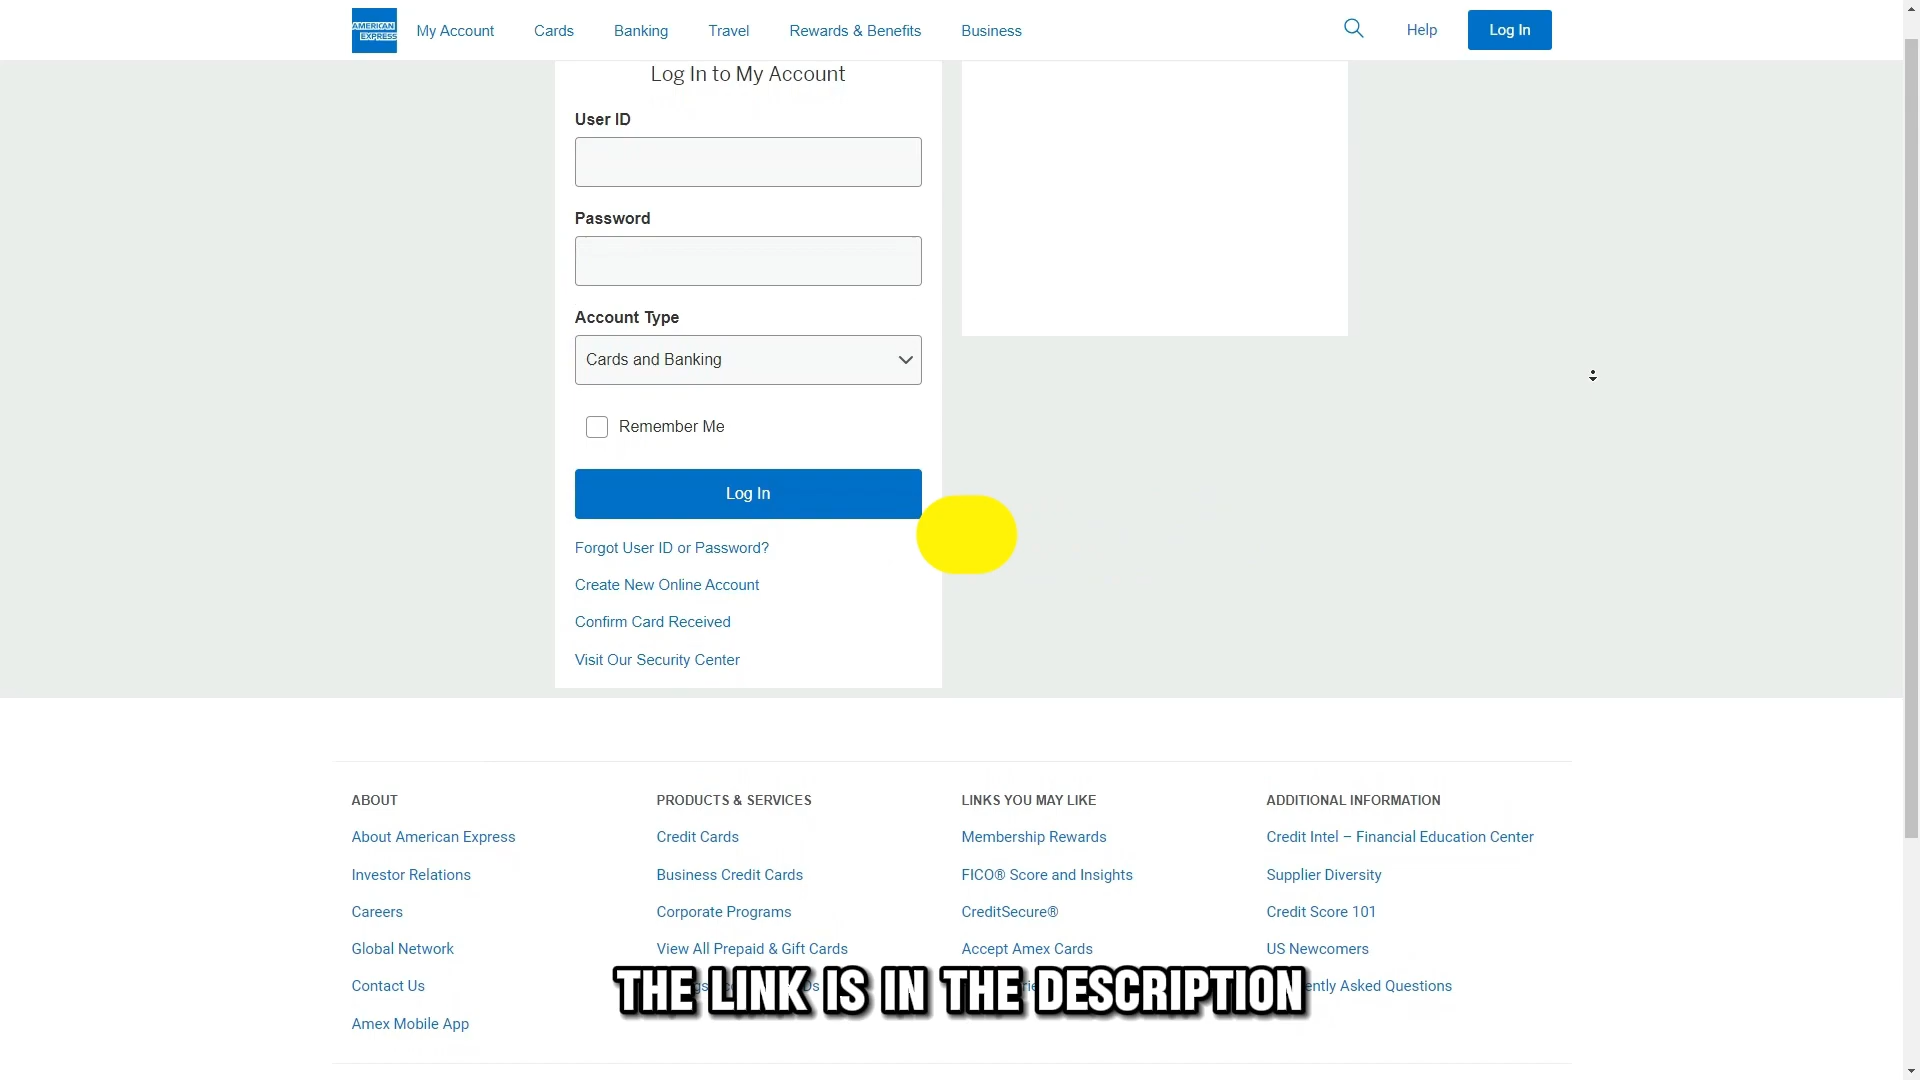 AMERICAN
EXPRESS
My Account
Cards
Banking
Travel
Rewards & Benefits
Business
Help
Log In
Log In to My Account
User ID
Password
Account Type
Cards and Banking
Remember Me
Log In
Forgot User ID or Password?
Create New Online Account
Confirm Card Received
Visit Our Security Center
ABOUT
About American Express
Investor Relations
Careers
Global Network
Contact Us
Amex Mobile App
PRODUCTS & SERVICES
Credit Cards
Business Credit Cards
Corporate Programs
View All Prepaid & Gift Cards
LINKS YOU MAY LIKE
Membership Rewards
FICO® Score and Insights
CreditSecure®
Accept Amex Cards
ADDITIONAL INFORMATION
Credit Intel – Financial Education Center
Supplier Diversity
Credit Score 101
US Newcomers
Asked Questions
THE LINK IS IN THE DESCRIPTION